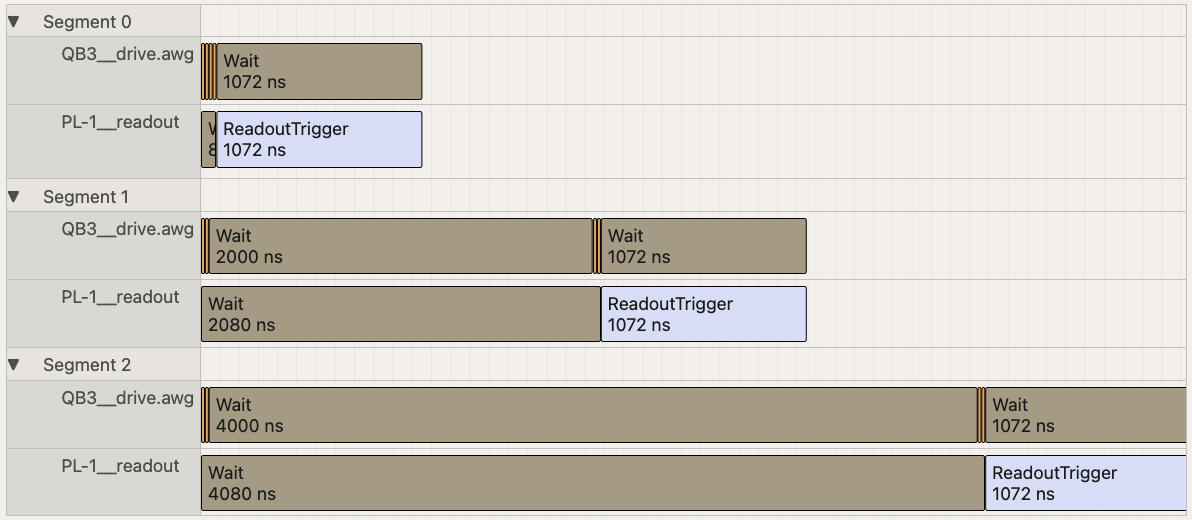 Segment 0
QB3__drive.awg
Wait
1072 ns
PL-1__readout
ReadoutTrigger
1072 ns
Segment 1
QB3__drive.awg
Wait
2000 ns
Wait
1072 ns
PL-1__readout
Wait
2080 ns
ReadoutTrigger
1072 ns
Segment 2
QB3__drive.awg
Wait
4000 ns
Wait
1072 ns
PL-1__readout
Wait
4080 ns
ReadoutTrigger
1072 ns